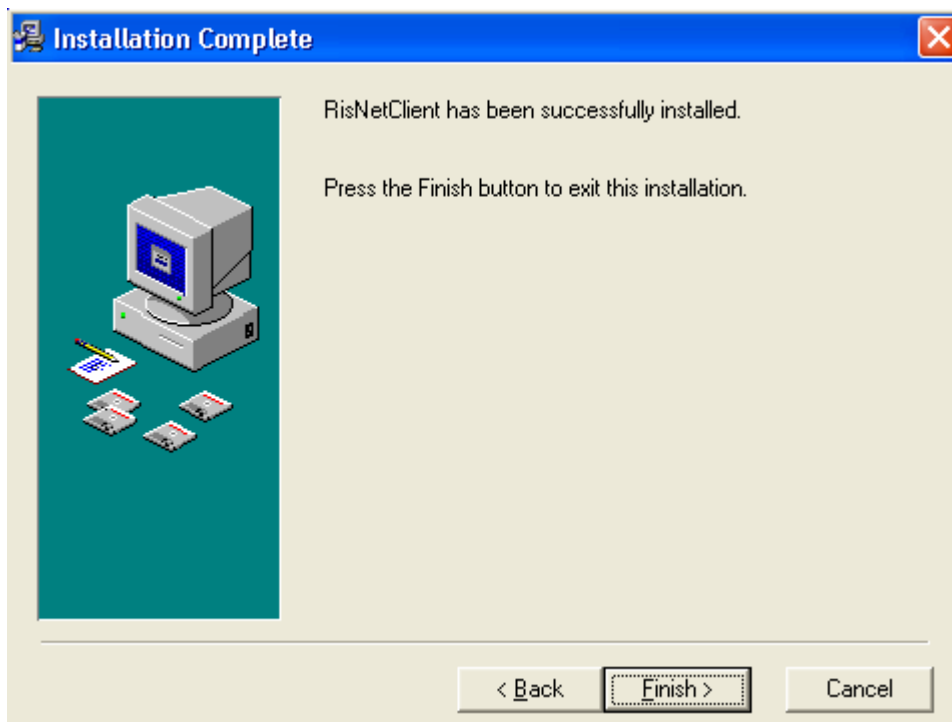 Installation Complete
RisNetClient has been successfully installed.
Press the Finish button to exit this installation.
< Back
Finish >
Cancel